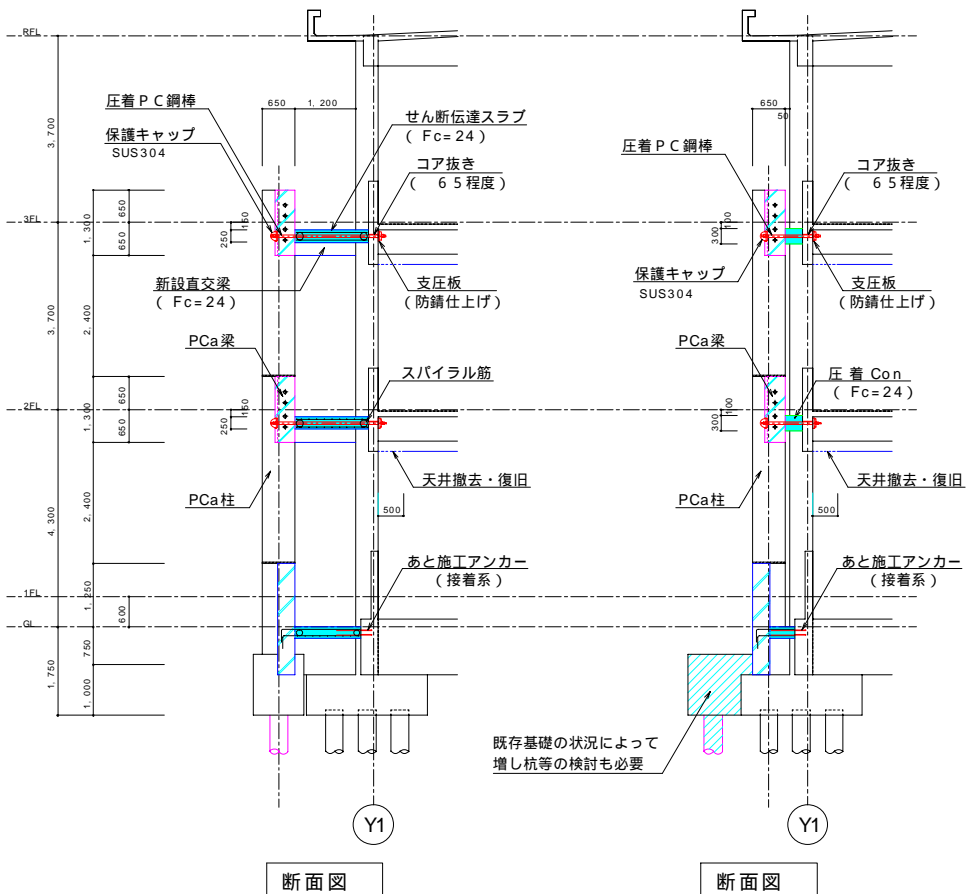 RFL
3FL
2FL
1FL
GL
3,700
3,700
4,300
1,750
1,300
2,400
1,300
2,400
1,250
750
1,000
650
650
650
650
600
650
1,200
150
250
150
250
500
圧着ＰＣ鋼棒
保護キャップ
SUS304
せん断伝達スラブ
( Fc=24)
コア抜き
( ６５程度)
新設直交梁
( Fc=24)
支圧板
(防錆仕上げ)
PCa梁
スパイラル筋
天井撤去・復旧
PCa柱
あと施工アンカー
(接着系)
Y1
断面図
650
50
100
300
100
300
500
圧着ＰＣ鋼棒
コア抜き
( ６５程度)
保護キャップ
SUS304
支圧板
(防錆仕上げ)
PCa梁
圧着 Con
( Fc=24)
天井撤去・復旧
PCa柱
あと施工アンカー
(接着系)
既存基礎の状況によって
増し杭等の検討も必要
Y1
断面図